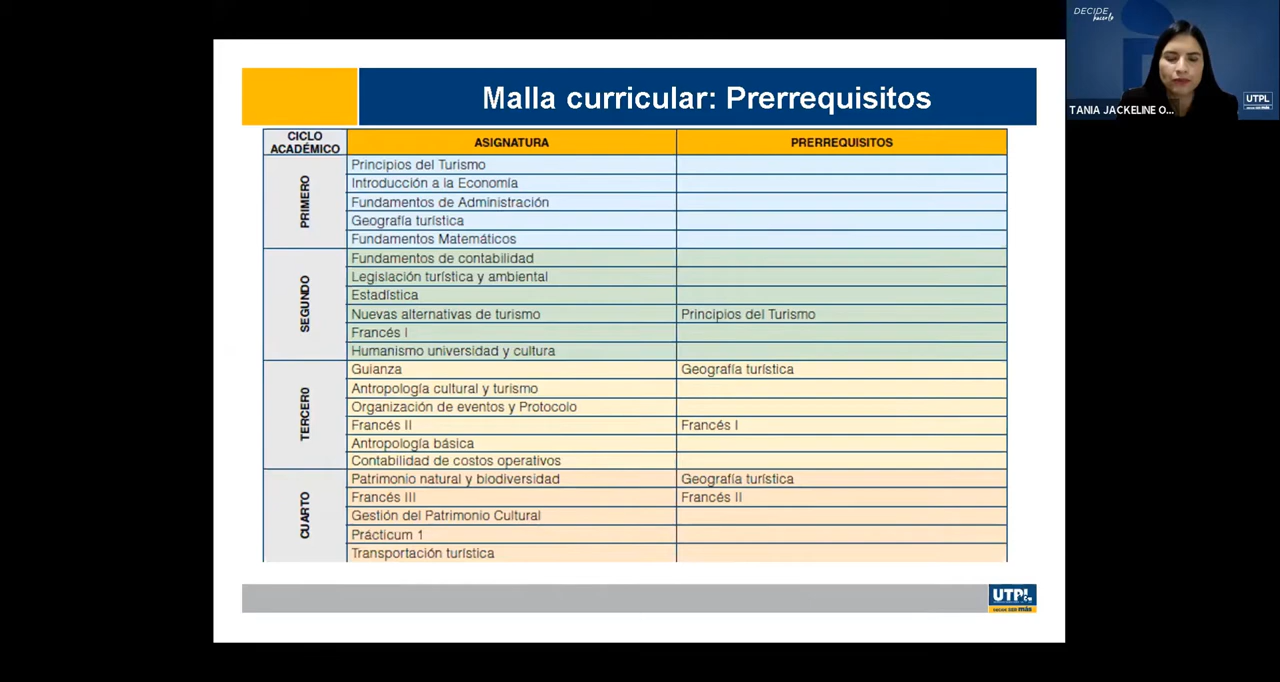 DECIDE
hacerlo
UTPL
TANIA JACKELINE O...
Malla curricular: Prerrequisitos
CICLO ACADÉMICO ASIGNATURA PRERREQUISITOS
PRIMERO
Principios del Turismo
Introducción a la Economía
Fundamentos de Administración
Geografía turística
Fundamentos Matemáticos
SEGUNDO
Fundamentos de contabilidad
Legislación turística y ambiental
Estadística
Nuevas alternativas de turismo Principios del Turismo
Francés I
Humanismo universidad y cultura
TERCERO
Guianza Geografía turística
Antropología cultural y turismo
Organización de eventos y Protocolo
Francés II Francés I
Antropología básica
Contabilidad de costos operativos
CUARTO
Patrimonio natural y biodiversidad Geografía turística
Francés III Francés II
Gestión del Patrimonio Cultural
Prácticum 1
Transportación turística
UTPL